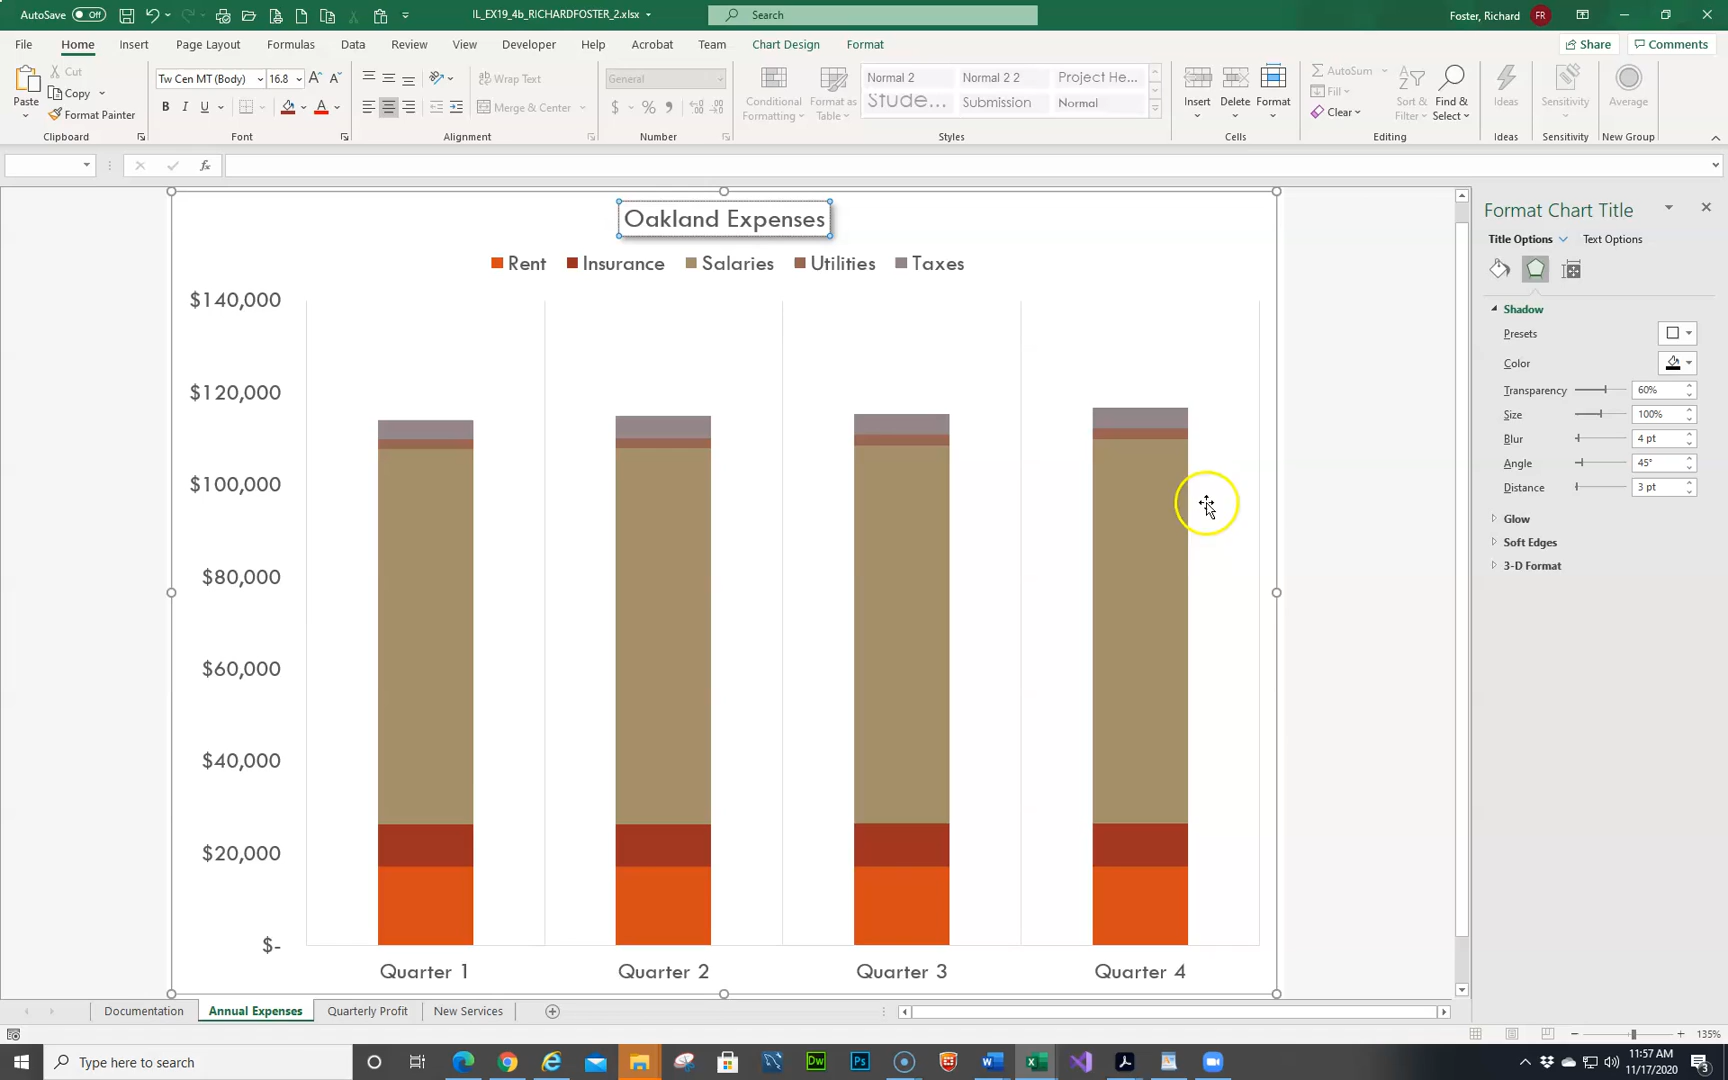 AutoSave Off IL_EX19_4b_RICHARDFOSTER_2.xlsx Search Foster, Richard FR
File Home Insert Page Layout Formulas Data Review View Developer Help Acrobat Team Chart Design Format Share Comments
Paste Cut Copy Format Painter
Tw Cen MT (Body) 16.8
B I U
Wrap Text
Merge & Center
General
$ % 9
Conditional Formatting
Format as Table
Normal 2 Normal 2 2 Project He...
Stude... Submission Normal
Insert Delete Format
AutoSum
Fill
Clear
Sort & Filter
Find & Select
Ideas
Sensitivity
Average
Clipboard Font Alignment Number Styles Cells Editing Ideas Sensitivity New Group
fx
Oakland Expenses
Rent Insurance Salaries Utilities Taxes
$140,000
$120,000
$100,000
$80,000
$60,000
$40,000
$20,000
$-
Quarter 1 Quarter 2 Quarter 3 Quarter 4
Format Chart Title
Title Options Text Options
Shadow
Presets
Color
Transparency 60%
Size 100%
Blur 4 pt
Angle 45°
Distance 3 pt
Glow
Soft Edges
3-D Format
Documentation Annual Expenses Quarterly Profit New Services
135%
Type here to search
Dw Ps
11:57 AM
11/17/2020
3